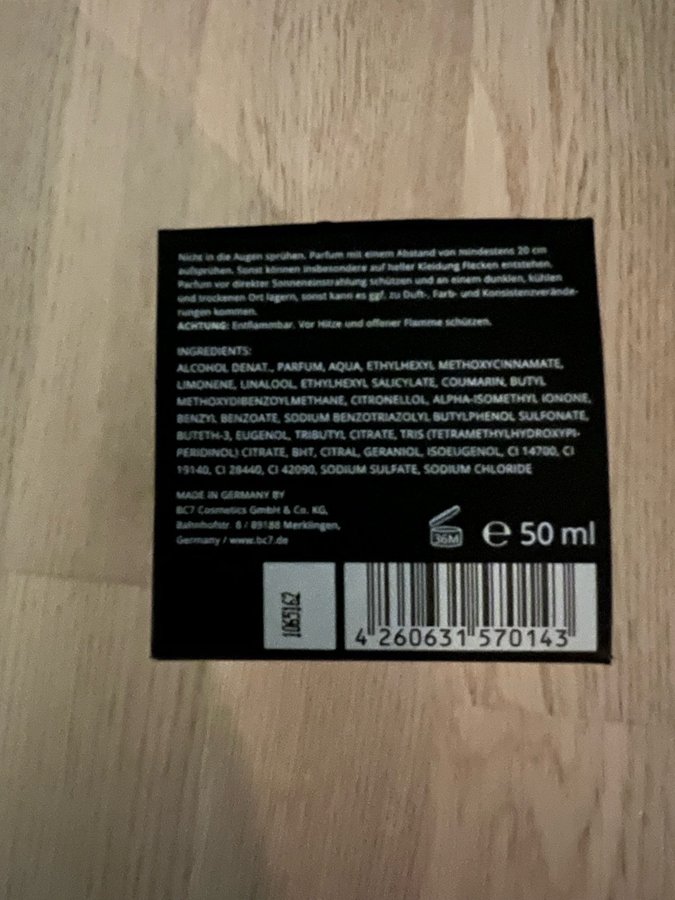 Nicht in die Augen sprühen. Parfum mit einem Abstand von mindestens 20 cm
aufsprühen. Sonst können insbesondere auf heller Kleidung Flecken entstehen.
Parfum vor direkter Sonneneinstrahlung schützen und an einem dunklen, kühlen
und trockenen Ort lagern, sonst kann es ggf. zu Duft-, Farb- und Konsistenzverände-
rungen kommen.
ACHTUNG: Entflammbar. Vor Hitze und offener Flamme schützen.
INGREDIENTS:
ALCOHOL DENAT., PARFUM, AQUA, ETHYLHEXYL METHOXYCINNAMATE,
LIMONENE, LINALOOL, ETHYLHEXYL SALICYLATE, COUMARIN, BUTYL
METHOXYDIBENZOYLMETHANE, CITRONELLOL, ALPHA-ISOMETHYL IONONE,
BENZYL BENZOATE, SODIUM BENZOTRIAZOLYL BUTYLPHENOL SULFONATE,
BUTETH-3, EUGENOL, TRIBUTYL CITRATE, TRIS (TETRAMETHYLHYDROXYPI-
PERIDINOL) CITRATE, BHT, CITRAL, GERANIOL, ISOEUGENOL, CI 14700, CI
19140, CI 28440, CI 42090, SODIUM SULFATE, SODIUM CHLORIDE
MADE IN GERMANY BY
BC7 Cosmetics GmbH & Co. KG,
Bahnhofstr. 8 / 89188 Merklingen,
Germany / www.bc7.de
36M
e 50 ml
1065162
4 260631 570143